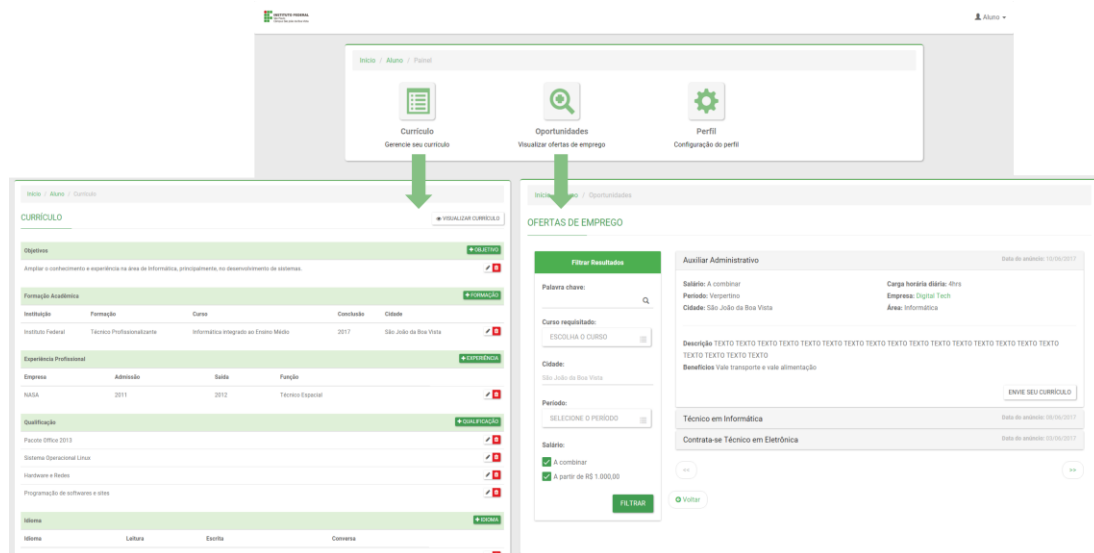 INSTITUTO FEDERAL
Aluno
Início / Aluno / Painel
Currículo
Gerencie seu currículo
Oportunidades
Visualizar ofertas de emprego
Perfil
Configuração do perfil
Início / Aluno / Currículo
CURRÍCULO
VISUALIZAR CURRÍCULO
Objetivos
+ OBJETIVO
Ampliar o conhecimento e experiência na área de Informática, principalmente, no desenvolvimento de sistemas.
Formação Acadêmica
+ FORMAÇÃO
Instituição Formação Curso Conclusão Cidade
Instituto Federal Técnico Profissionalizante Informática integrado ao Ensino Médio 2017 São João da Boa Vista
Experiência Profissional
+ EXPERIÊNCIA
Empresa Admissão Saída Função
NASA 2011 2012 Técnico Espacial
Qualificação
+ QUALIFICAÇÃO
Pacote Office 2013
Sistema Operacional Linux
Hardware e Redes
Programação de softwares e sites
Idioma
+ IDIOMA
Idioma Leitura Escrita Conversa
/ Oportunidades
OFERTAS DE EMPREGO
Filtrar Resultados
Palavra chave:
Curso requisitado:
ESCOLHA O CURSO
Cidade:
São João da Boa Vista
Período:
SELECIONE O PERÍODO
Salário:
A combinar
A partir de R$ 1.000,00
FILTRAR
Auxiliar Administrativo
Data do anúncio: 10/06/2017
Salário: A combinar
Período: Verpertino
Cidade: São João da Boa Vista
Carga horária diária: 4hrs
Empresa: Digital Tech
Área: Informática
Descrição TEXTO TEXTO TEXTO TEXTO TEXTO TEXTO TEXTO TEXTO TEXTO TEXTO TEXTO TEXTO TEXTO TEXTO TEXTO TEXTO
TEXTO TEXTO TEXTO TEXTO
Benefícios Vale transporte e vale alimentação
ENVIE SEU CURRÍCULO
Técnico em Informática
Data do anúncio: 09/06/2017
Contrata-se Técnico em Eletrônica
<<
>>
Voltar